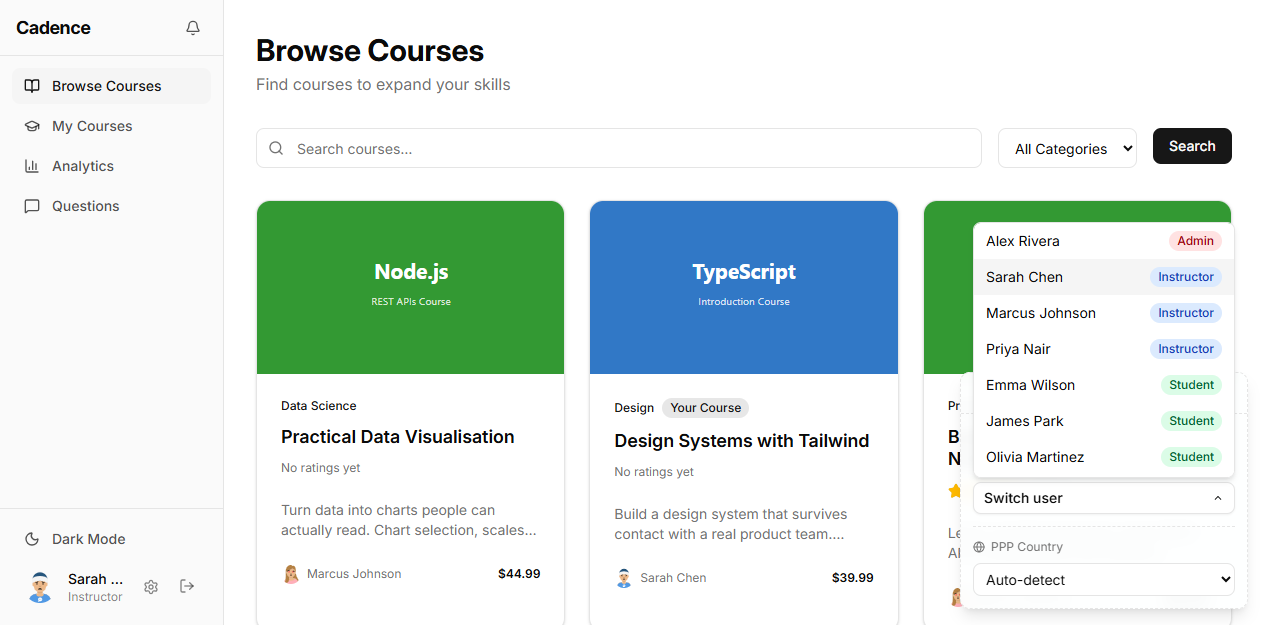 Cadence
Browse Courses
My Courses
Analytics
Questions
Dark Mode
Sarah ...
Instructor
Browse Courses
Find courses to expand your skills
Search courses...
All Categories
Search
Node.js
REST APIs Course
Data Science
Practical Data Visualisation
No ratings yet
Turn data into charts people can
actually read. Chart selection, scales...
Marcus Johnson
$44.99
TypeScript
Introduction Course
Design
Your Course
Design Systems with Tailwind
No ratings yet
Build a design system that survives
contact with a real product team....
Sarah Chen
$39.99
Alex Rivera
Admin
Sarah Chen
Instructor
Marcus Johnson
Instructor
Priya Nair
Instructor
Emma Wilson
Student
James Park
Student
Olivia Martinez
Student
Switch user
PPP Country
Auto-detect